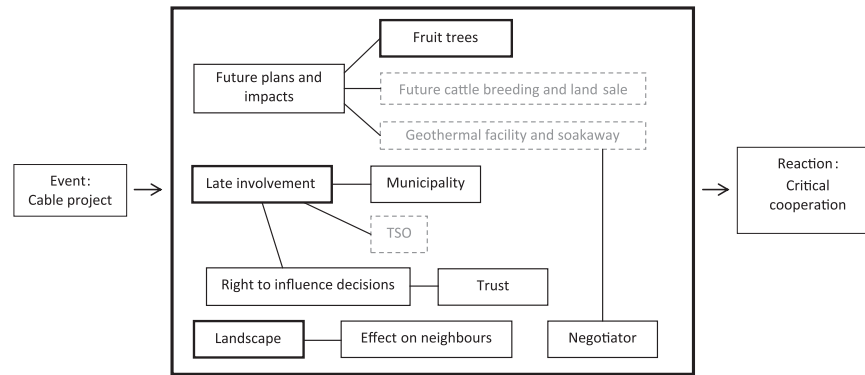 Fruit trees
Future plans and
impacts
Future cattle breeding and land sale
Geothermal facility and soakaway
Event:
Cable project
Late involvement
Municipality
TSO
Right to influence decisions
Trust
Landscape
Effect on neighbours
Negotiator
Reaction:
Critical
cooperation